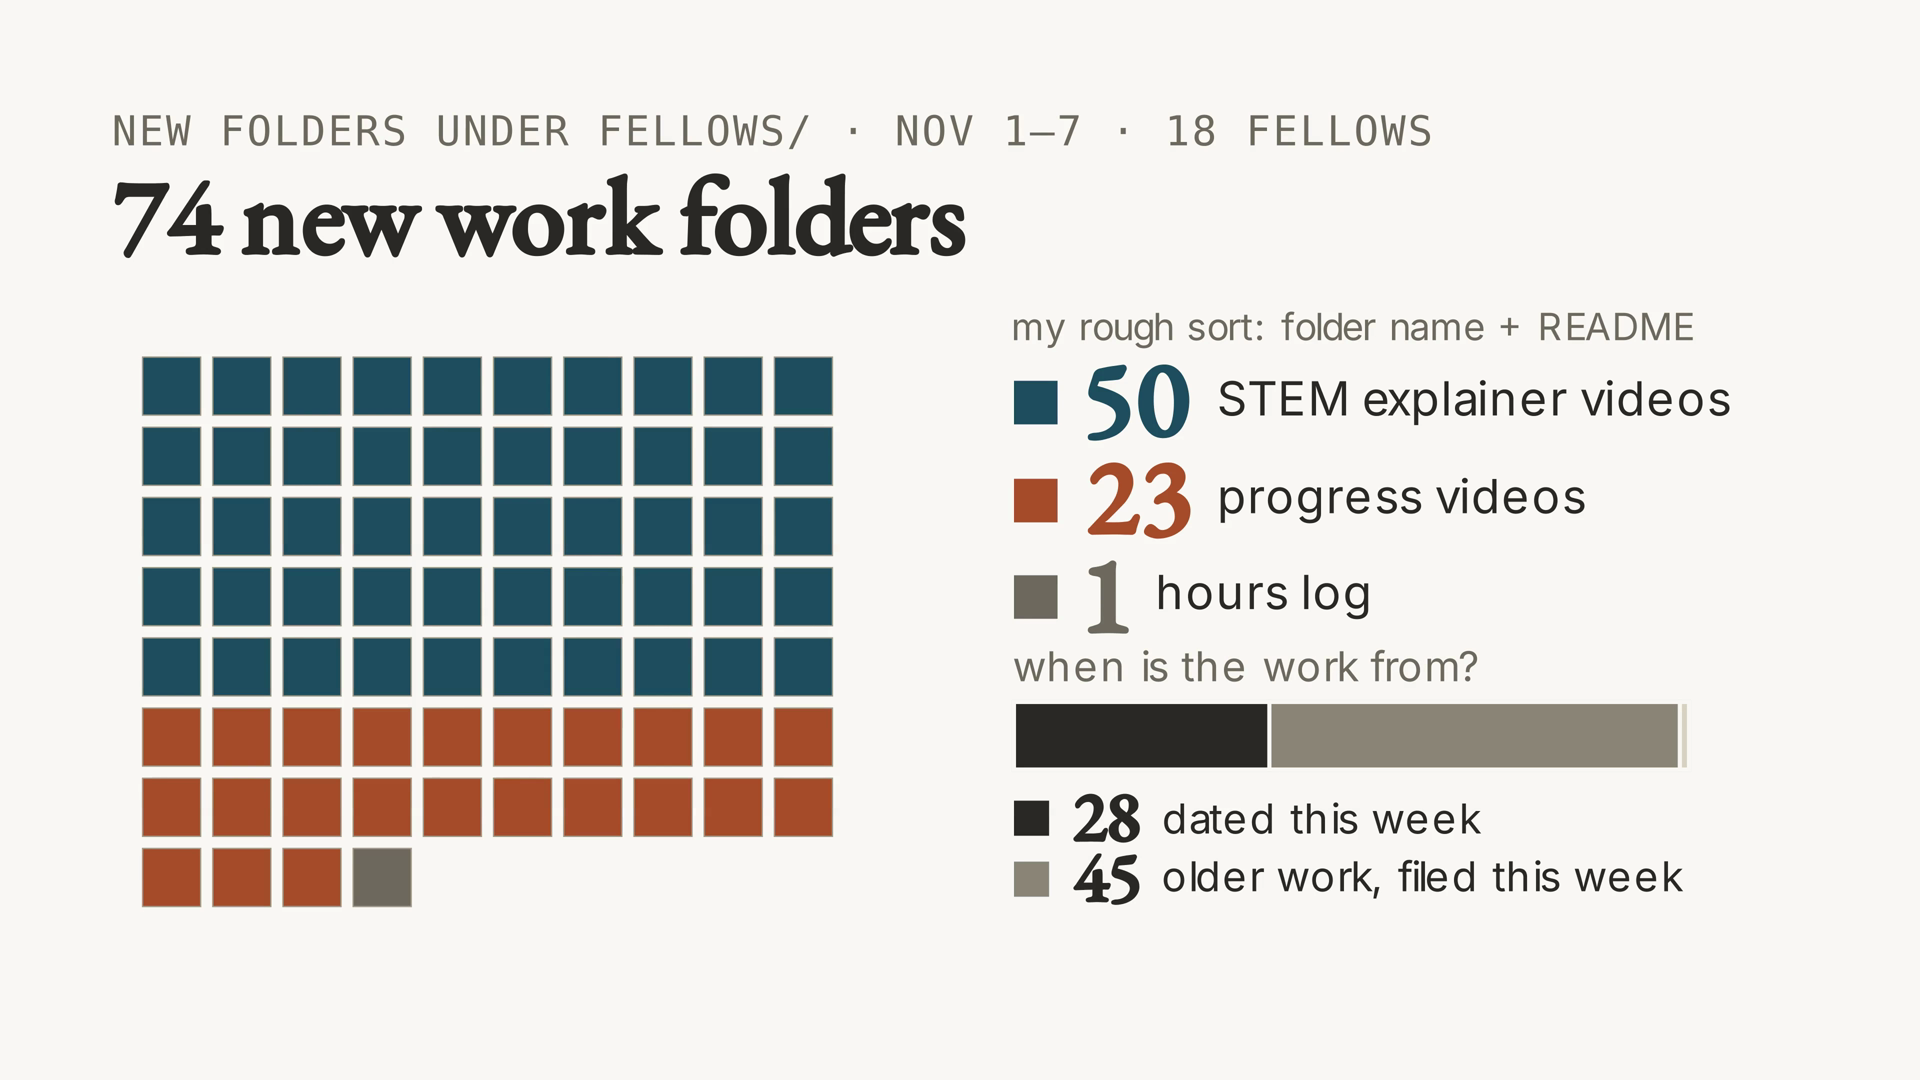 NEW FOLDERS UNDER FELLOWS/ · NOV 1–7 · 18 FELLOWS
74 new work folders
my rough sort: folder name + README
50 STEM explainer videos
23 progress videos
1 hours log
when is the work from?
28 dated this week
45 older work, filed this week